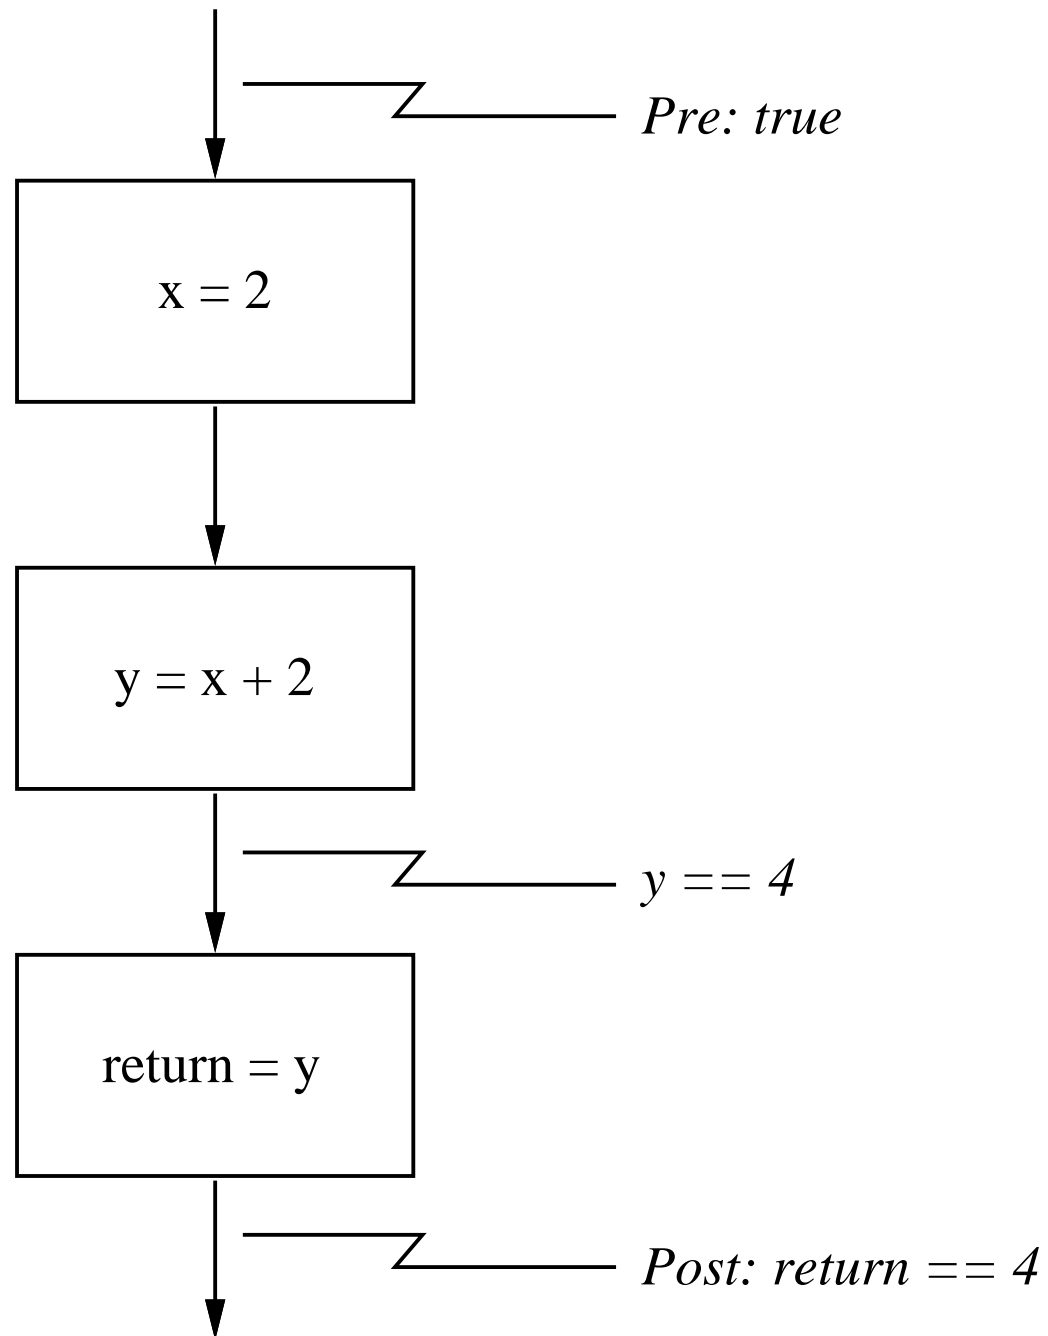 Pre: true
x = 2
y = x + 2
y == 4
return = y
Post: return == 4